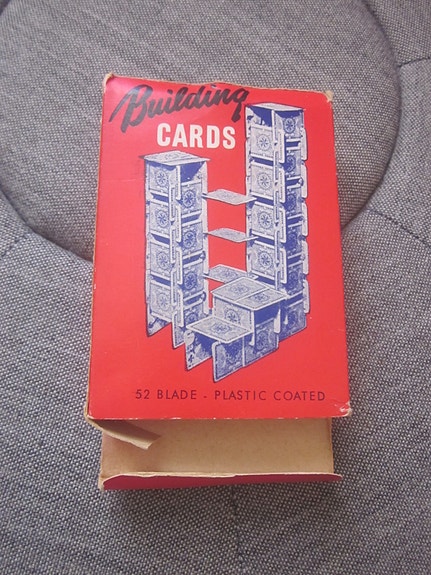 Building
CARDS
52 BLADE - PLASTIC COATED